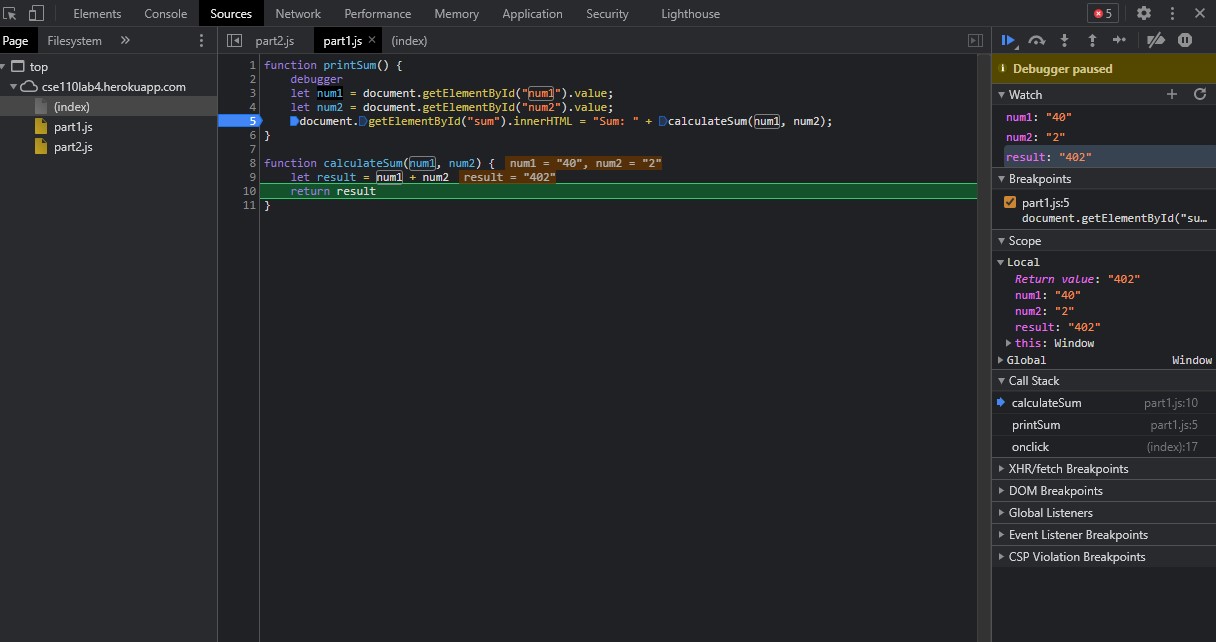 Elements Console Sources Network Performance Memory Application Security Lighthouse 5
Page Filesystem »
part2.js part1.js × (index)
top
cse110lab4.herokuapp.com
(index)
part1.js
part2.js
1 function printSum() {
2 debugger
3 let num1 = document.getElementById("num1").value;
4 let num2 = document.getElementById("num2").value;
5 document.getElementById("sum").innerHTML = "Sum: " + calculateSum(num1, num2);
6 }
7
8 function calculateSum(num1, num2) { num1 = "40", num2 = "2"
9 let result = num1 + num2 result = "402"
10 return result
11 }
Debugger paused
Watch
num1: "40"
num2: "2"
result: "402"
Breakpoints
part1.js:5
document.getElementById("su…
Scope
Local
Return value: "402"
num1: "40"
num2: "2"
result: "402"
this: Window
Global Window
Call Stack
calculateSum part1.js:10
printSum part1.js:5
onclick (index):17
XHR/fetch Breakpoints
DOM Breakpoints
Global Listeners
Event Listener Breakpoints
CSP Violation Breakpoints